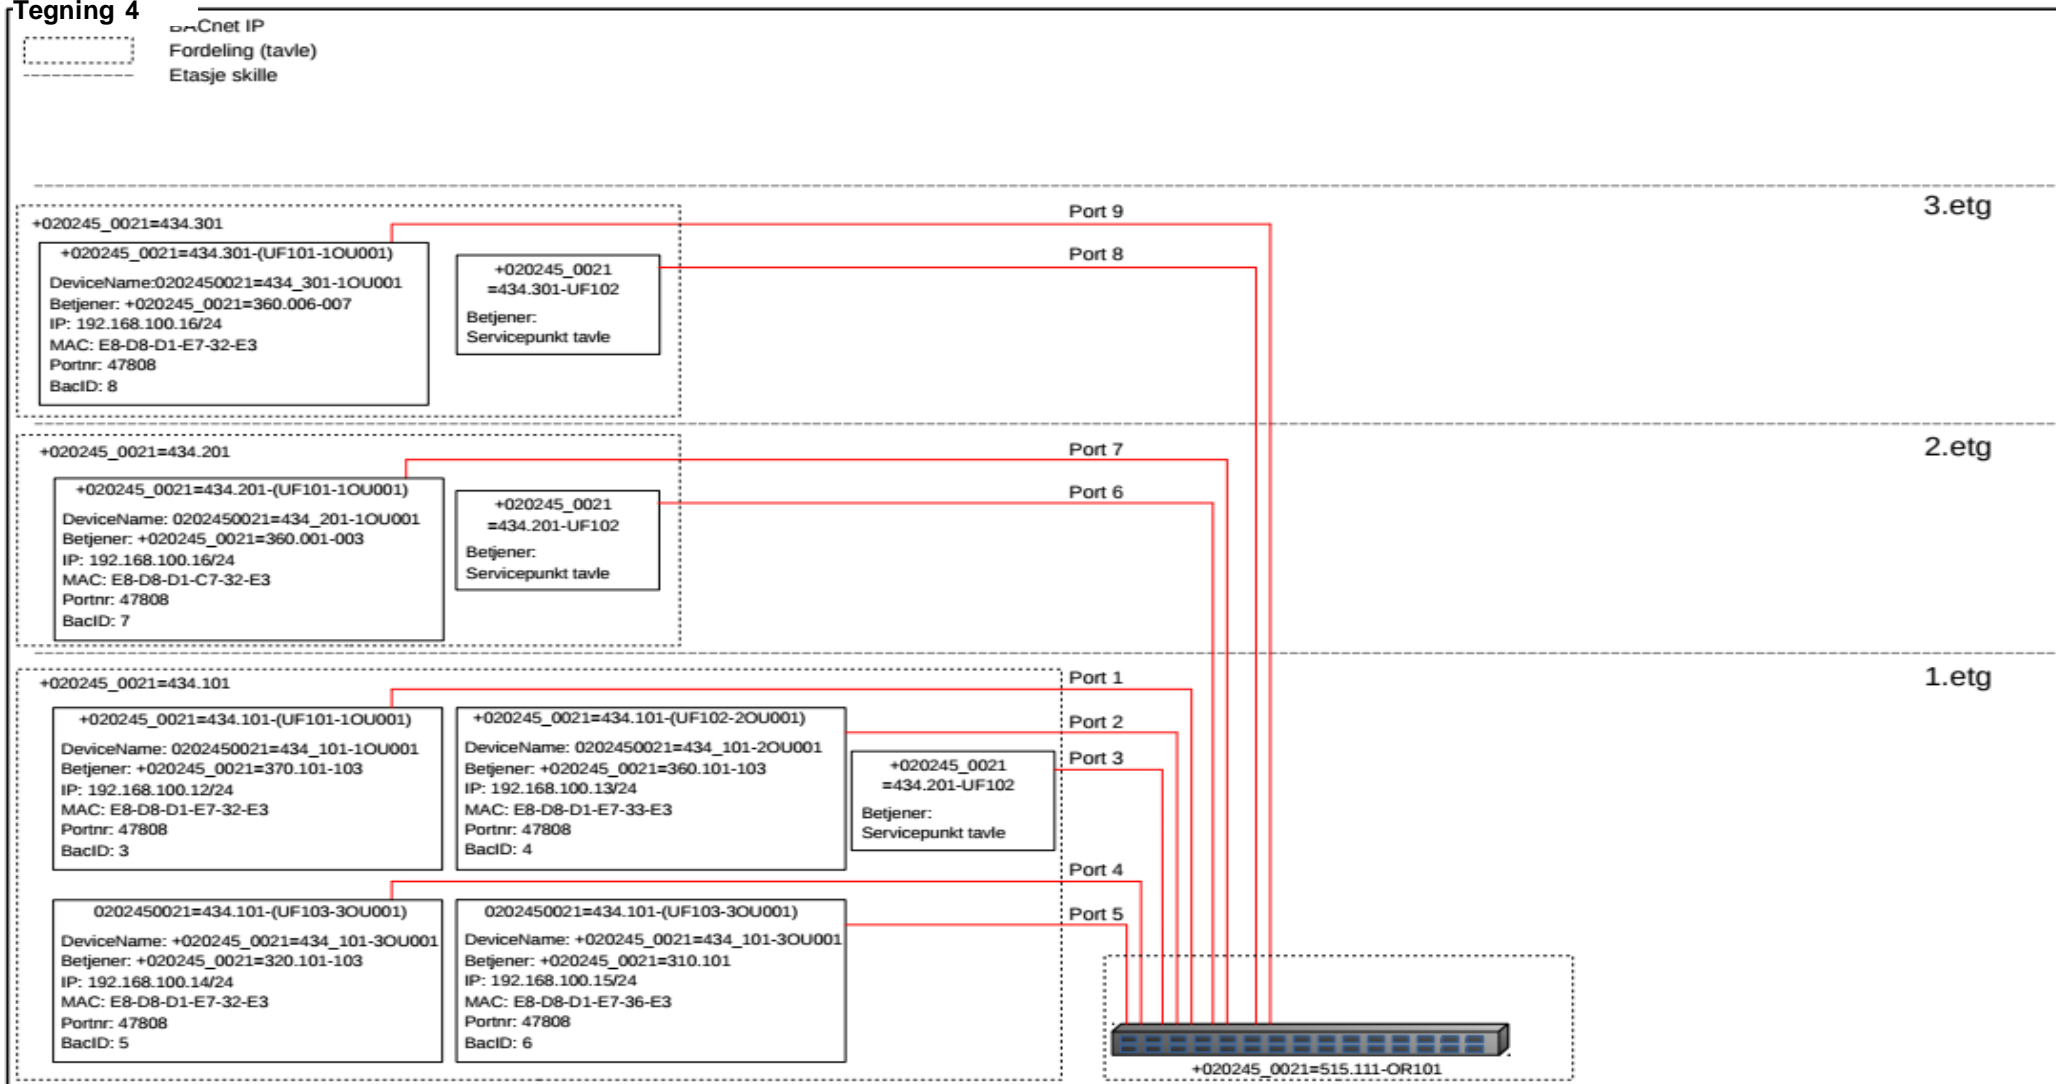 Tegning 4
BACnet IP
Fordeling (tavle)
Etasje skille
3.etg
+020245_0021=434.301
Port 9
+020245_0021=434.301-(UF101-1OU001)
DeviceName:0202450021=434_301-1OU001
Betjener: +020245_0021=360.006-007
IP: 192.168.100.16/24
MAC: E8-D8-D1-E7-32-E3
Portnr: 47808
BacID: 8
Port 8
+020245_0021
=434.301-UF102
Betjener:
Servicepunkt tavle
2.etg
+020245_0021=434.201
Port 7
+020245_0021=434.201-(UF101-1OU001)
DeviceName: 0202450021=434_201-1OU001
Betjener: +020245_0021=360.001-003
IP: 192.168.100.16/24
MAC: E8-D8-D1-C7-32-E3
Portnr: 47808
BacID: 7
Port 6
+020245_0021
=434.201-UF102
Betjener:
Servicepunkt tavle
1.etg
+020245_0021=434.101
Port 1
+020245_0021=434.101-(UF101-1OU001)
DeviceName: 0202450021=434_101-1OU001
Betjener: +020245_0021=370.101-103
IP: 192.168.100.12/24
MAC: E8-D8-D1-E7-32-E3
Portnr: 47808
BacID: 3
+020245_0021=434.101-(UF102-2OU001)
DeviceName: 0202450021=434_101-2OU001
Betjener: +020245_0021=360.101-103
IP: 192.168.100.13/24
MAC: E8-D8-D1-E7-33-E3
Portnr: 47808
BacID: 4
Port 2
Port 3
+020245_0021
=434.201-UF102
Betjener:
Servicepunkt tavle
Port 4
0202450021=434.101-(UF103-3OU001)
DeviceName: +020245_0021=434_101-3OU001
Betjener: +020245_0021=320.101-103
IP: 192.168.100.14/24
MAC: E8-D8-D1-E7-32-E3
Portnr: 47808
BacID: 5
0202450021=434.101-(UF103-3OU001)
DeviceName: +020245_0021=434_101-3OU001
Betjener: +020245_0021=310.101
IP: 192.168.100.15/24
MAC: E8-D8-D1-E7-36-E3
Portnr: 47808
BacID: 6
Port 5
+020245_0021=515.111-OR101